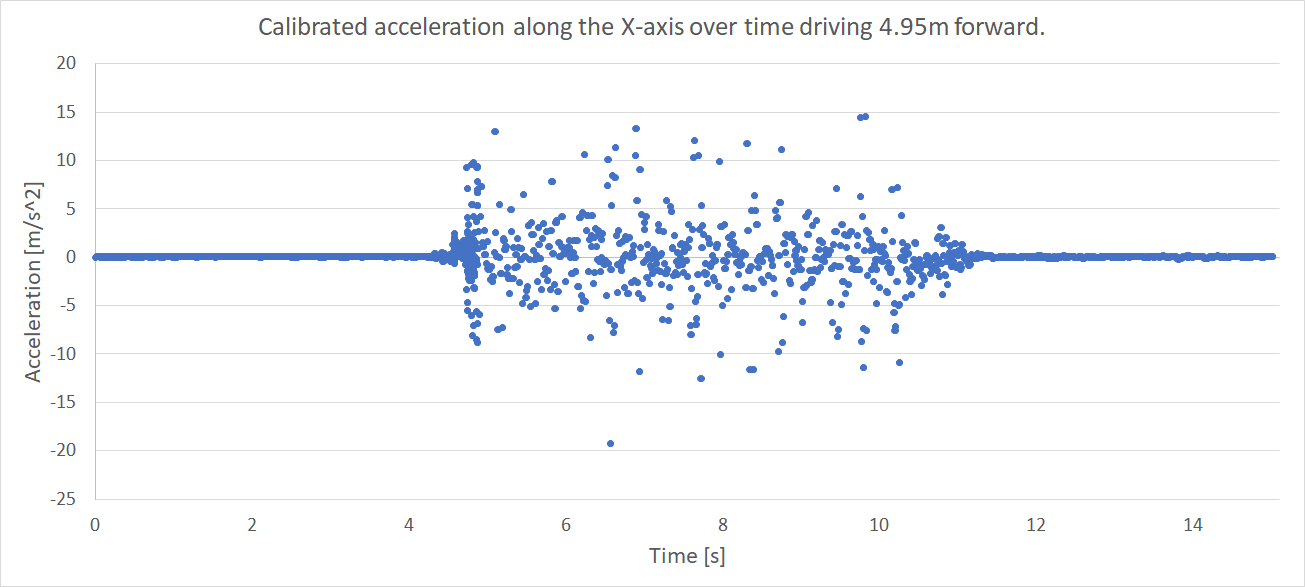 Calibrated acceleration along the X-axis over time driving 4.95m forward.
20
15
10
5
0
-5
-10
-15
-20
-25
Acceleration [m/s^2]
0 2 4 6 8 10 12 14
Time [s]